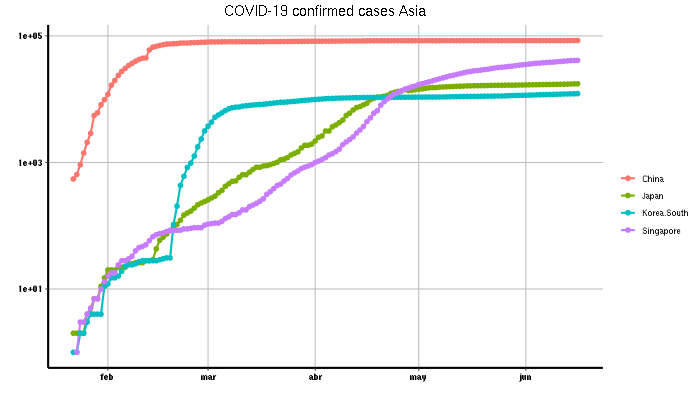 COVID-19 confirmed cases Asia
1e+05
1e+03
1e+01
feb mar abr may jun
China
Japan
Korea.South
Singapore